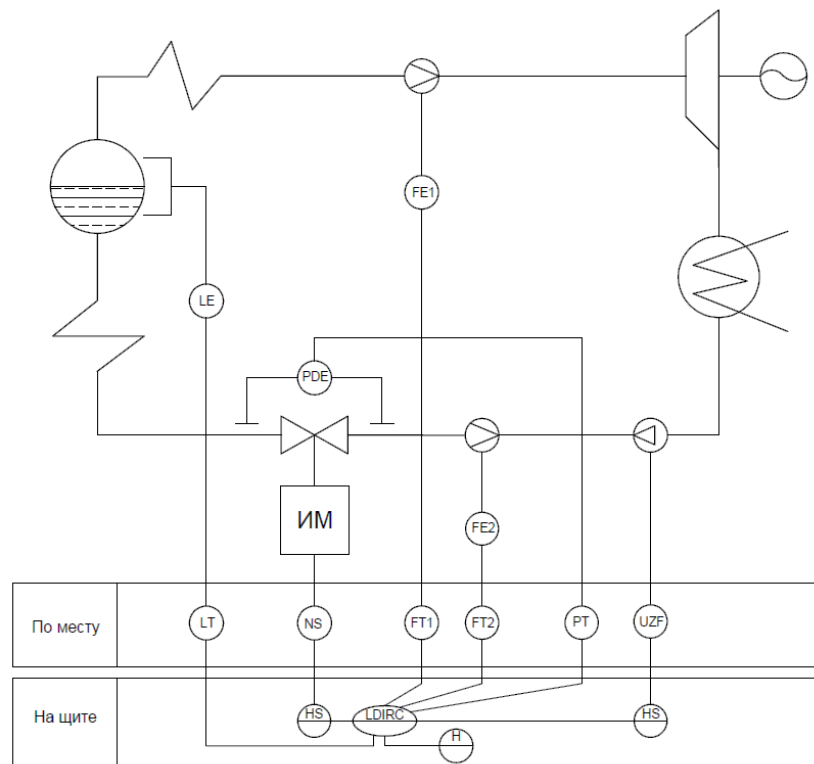 FE1
LE
PDE
ИМ
FE2
По месту
LT
NS
FT1
FT2
PT
UZF
На щите
HS
LDIRC
HS
H